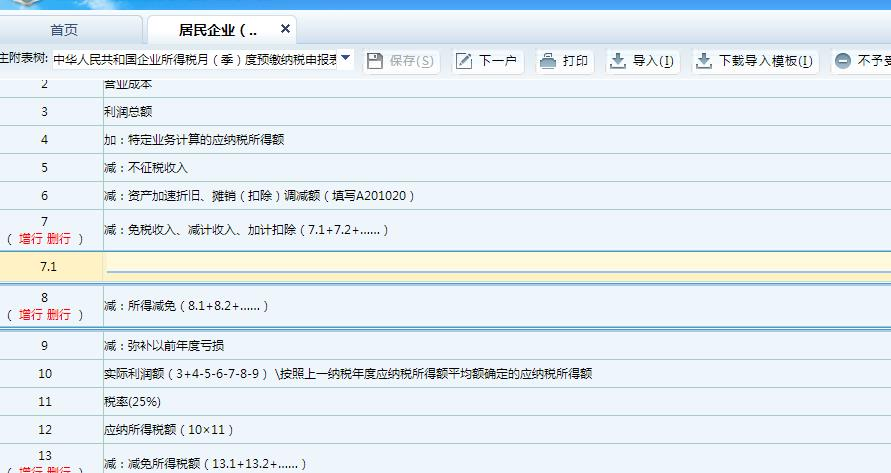 首页
居民企业（..
主附表树: 中华人民共和国企业所得税月（季）度预缴纳税申报表 保存(S) 下一户 打印 导入(I) 下载导入模板(I) 不予受
2 营业成本
3 利润总额
4 加：特定业务计算的应纳税所得额
5 减：不征税收入
6 减：资产加速折旧、摊销（扣除）调减额（填写A201020）
7
（ 增行 删行 ） 减：免税收入、减计收入、加计扣除（7.1+7.2+......）
7.1
8
（ 增行 删行 ） 减：所得减免（8.1+8.2+......）
9 减：弥补以前年度亏损
10 实际利润额（3+4-5-6-7-8-9） \按照上一纳税年度应纳税所得额平均额确定的应纳税所得额
11 税率(25%)
12 应纳所得税额（10×11）
13
（ 增行 删行 ） 减：减免所得税额（13.1+13.2+......）